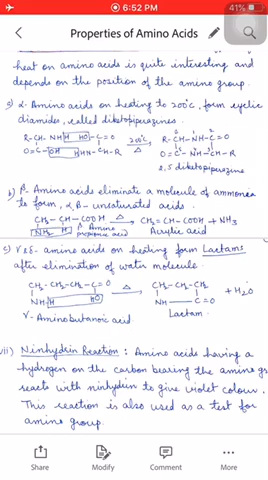 6:52 PM
41%
Properties of Amino Acids
heat on amino acids is quite interesting and
depends on the position of the amino group.
a) α-Amino acids on heating to 200°c, form cyclic
diamides, called diketopiperazines
R-CH-NH H HO-C=O 200°C R-CH-NH-C=O
O=C-OH HHN-CH-R O=C-NH-CH-R
2,5 diketopiperazine
b) β-Amino acids eliminate a molecule of ammonea
to form, α,β-unsaturated acids.
CH2-CH-COOH Δ CH2=CH-COOH + NH3
NH2 H β Amino propionic acid Acrylic acid
c) γ & δ- amino acids on heating form Lactams
after elimination of water molecule.
CH2-CH2-CH2-C=O Δ CH2-CH2-CH2 + H2O
NH H HO NH C=O
γ-Aminobutanoic acid Lactam
vii) Ninhydrin Reaction: Amino acids having a
hydrogen on the carbon bearing the amino gr
reacts with ninhydrin to give violet colour.
This reaction is also used as a test for
amino group.
Share Modify Comment More